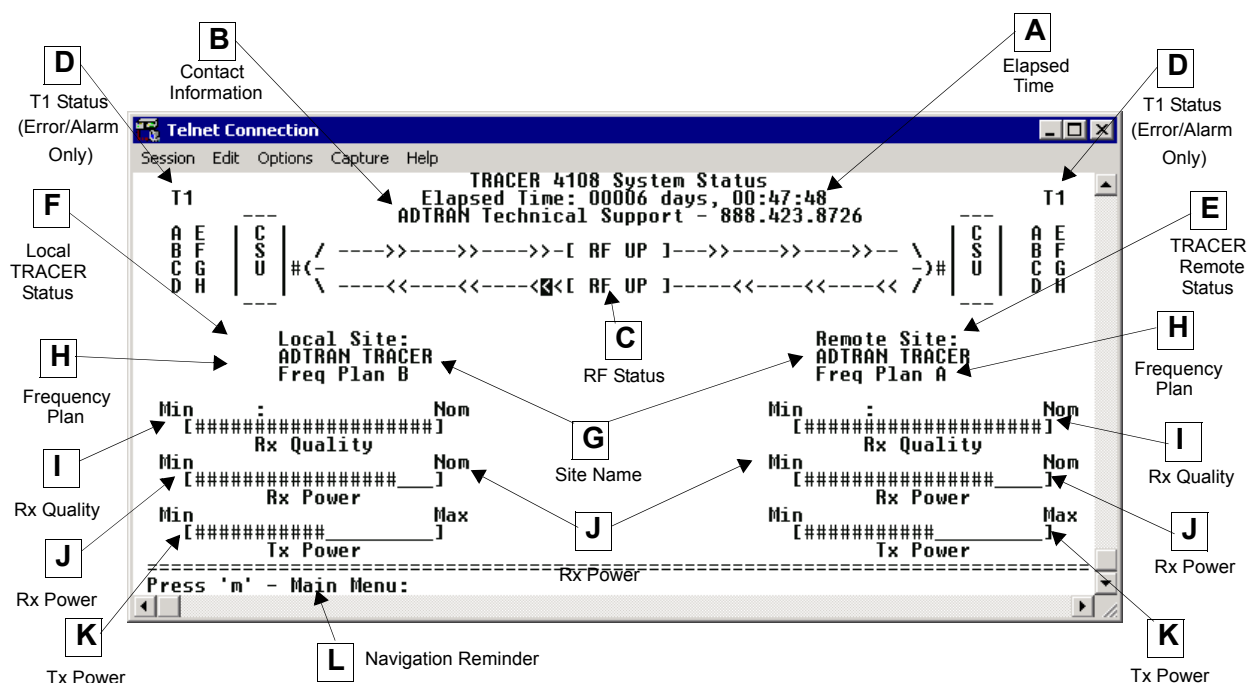 B
Contact
Information
A
Elapsed
Time
D
T1 Status
(Error/Alarm
Only)
D
T1 Status
(Error/Alarm
Only)
Telnet Connection
Session Edit Options Capture Help
TRACER 4108 System Status
T1 Elapsed Time: 00006 days, 00:47:48 T1
ADTRAN Technical Support - 888.423.8726
--- ---
A E | C | / ---->>---->>---->>-[ RF UP ]---->>---->>---->>-- \ | C | A E
B F | S | #(- -)# | S | B F
C G | U | | U | C G
D H | | \ ----<<----<<----<<<[ RF UP ]----<<----<<----<< / | | D H
--- ---
F
Local
TRACER
Status
E
TRACER
Remote
Status
C
RF Status
Local Site: Remote Site:
ADTRAN TRACER ADTRAN TRACER
Freq Plan B Freq Plan A
H
Frequency
Plan
H
Frequency
Plan
G
Site Name
Min : Nom Min : Nom
[####################] [####################]
Rx Quality Rx Quality
I
Rx Quality
I
Rx Quality
Min Nom Min Nom
[################____] [################____]
Rx Power Rx Power
J
Rx Power
J
Rx Power
J
Rx Power
Min Max Min Max
[###########_________] [###########_________]
Tx Power Tx Power
================================================================================
Press 'm' - Main Menu:
K
Tx Power
L
Navigation Reminder
K
Tx Power